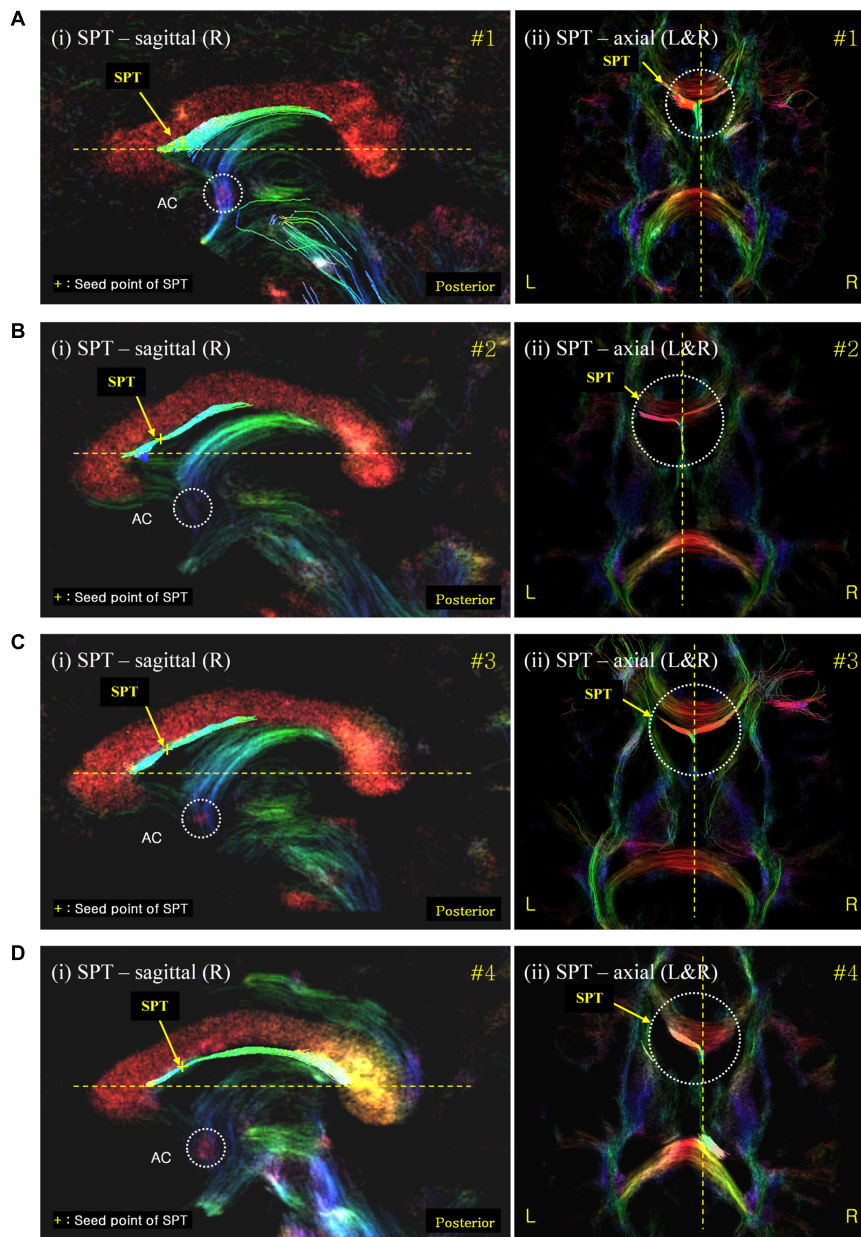 A
(i) SPT – sagittal (R)
#1
SPT
AC
+ : Seed point of SPT
Posterior
(ii) SPT – axial (L&R)
#1
SPT
L
R
B
(i) SPT – sagittal (R)
#2
SPT
AC
+ : Seed point of SPT
Posterior
(ii) SPT – axial (L&R)
#2
SPT
L
R
C
(i) SPT – sagittal (R)
#3
SPT
AC
+ : Seed point of SPT
Posterior
(ii) SPT – axial (L&R)
#3
SPT
L
R
D
(i) SPT – sagittal (R)
#4
SPT
AC
+ : Seed point of SPT
Posterior
(ii) SPT – axial (L&R)
#4
SPT
L
R